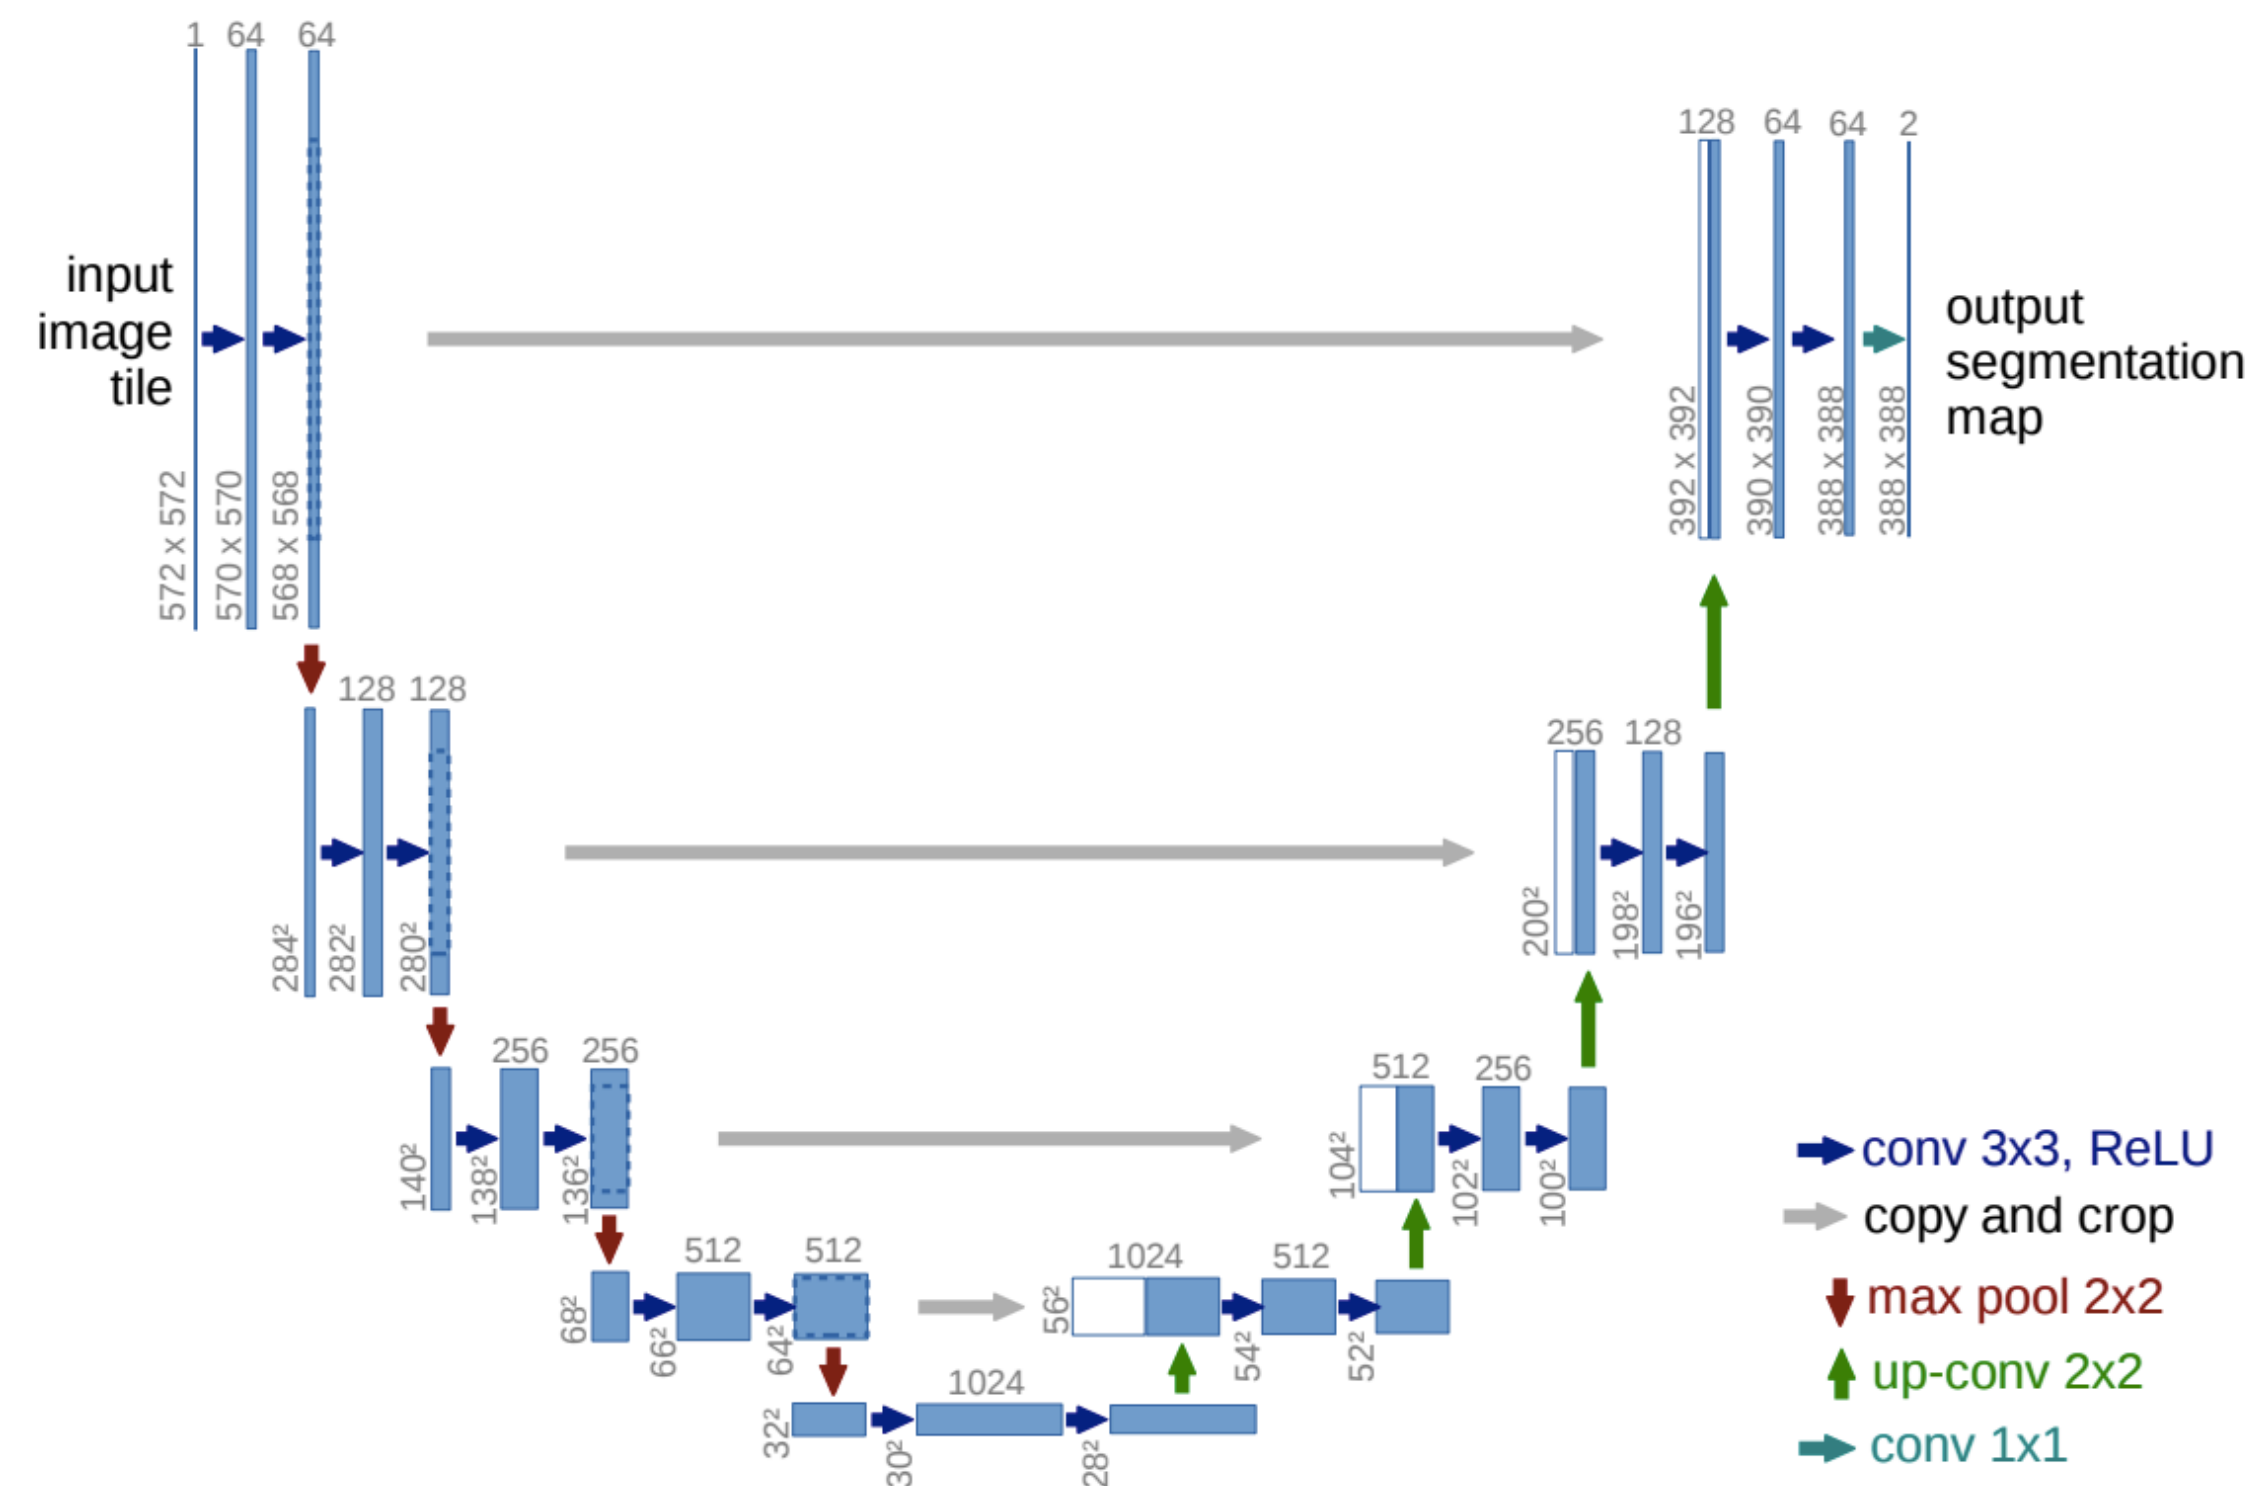 1 64 64
input
image
tile
572 x 572
570 x 570
568 x 568
128 64 64 2
392 x 392
390 x 390
388 x 388
388 x 388
output
segmentation
map
128 128
284²
282²
280²
256 128
200²
198²
196²
256 256
140²
138²
136²
512 256
104²
102²
100²
512 512
68²
66²
64²
1024 512
56²
54²
52²
1024
32²
30²
28²
conv 3x3, ReLU
copy and crop
max pool 2x2
up-conv 2x2
conv 1x1